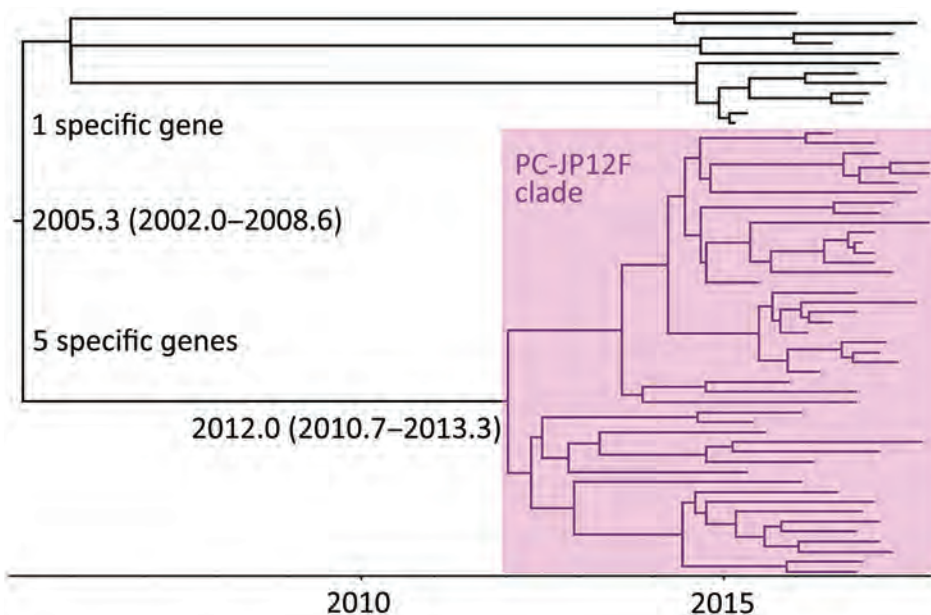 1 specific gene
PC-JP12F
clade
2005.3 (2002.0–2008.6)
5 specific genes
2012.0 (2010.7–2013.3)
2010
2015